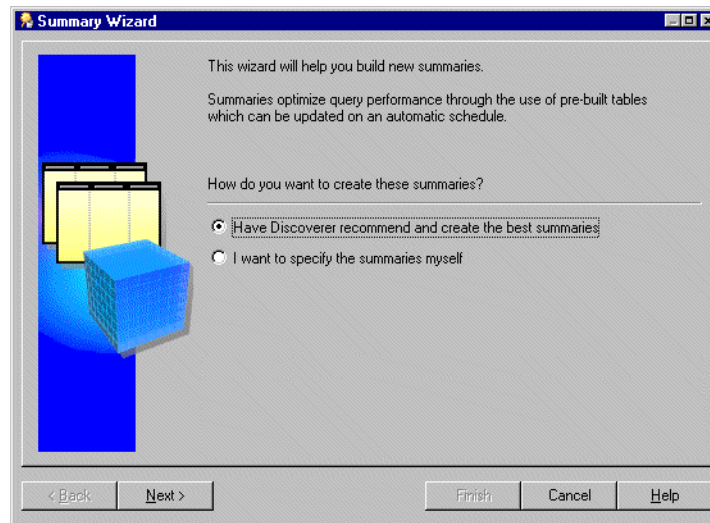 Summary Wizard
This wizard will help you build new summaries.
Summaries optimize query performance through the use of pre-built tables
which can be updated on an automatic schedule.
How do you want to create these summaries?
Have Discoverer recommend and create the best summaries
I want to specify the summaries myself
< Back
Next >
Finish
Cancel
Help